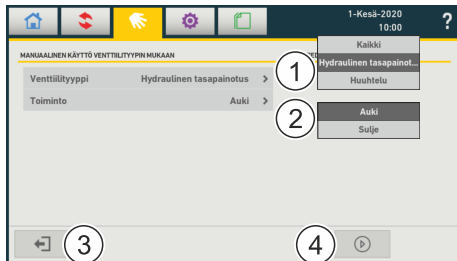 1-Kesä-2020
10:00
?
MANUAALINEN KÄYTTÖ VENTTIILITYYPIN MUKAAN
Venttiilityyppi Hydraulinen tasapainotus >
Toiminto Auki >
Kaikki
1 Hydraulinen tasapainot...
Huuhtelu
2 Auki
Sulje
3
4